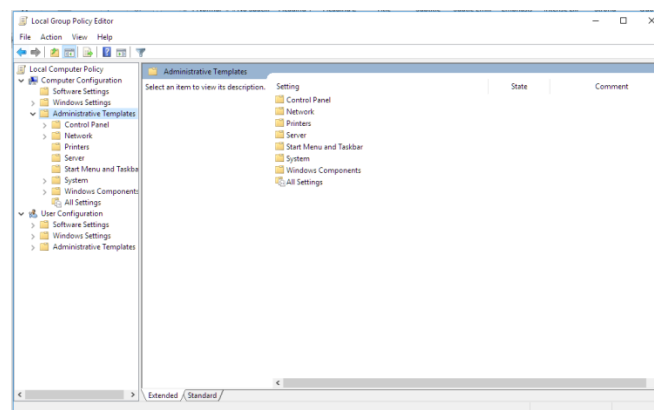 Local Group Policy Editor
File Action View Help
Local Computer Policy
Computer Configuration
Software Settings
Windows Settings
Administrative Templates
Control Panel
Network
Printers
Server
Start Menu and Taskba
System
Windows Components
All Settings
User Configuration
Software Settings
Windows Settings
Administrative Templates
Administrative Templates
Select an item to view its description.
Setting State Comment
Control Panel
Network
Printers
Server
Start Menu and Taskbar
System
Windows Components
All Settings
Extended Standard